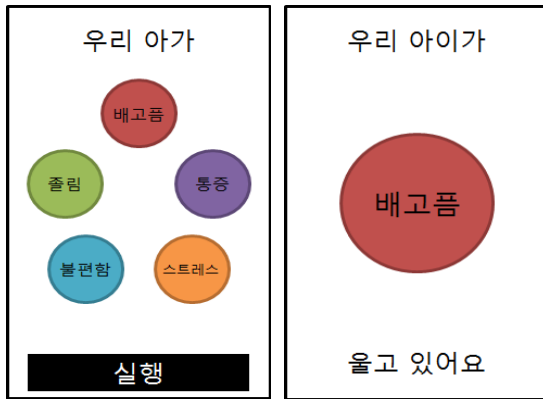 우리 아가
배고픔
졸림
통증
불편함
스트레스
실행
우리 아이가
배고픔
울고 있어요